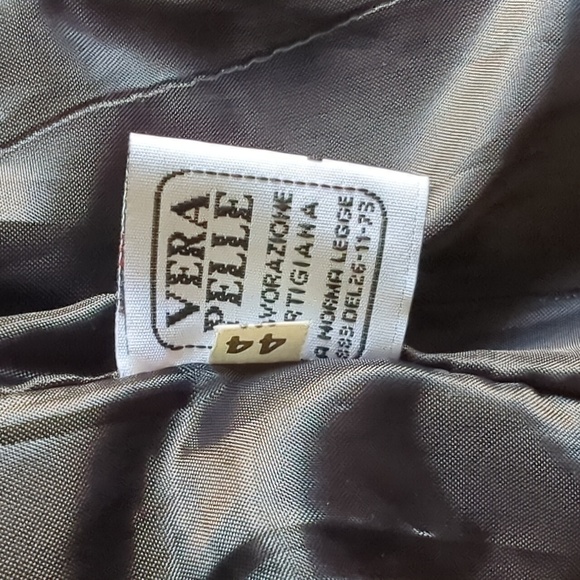 VERA
PELLE
VORAZIONE
RTIGIANA
A NORMA LEGGE
883 DEL 26-11-73
44